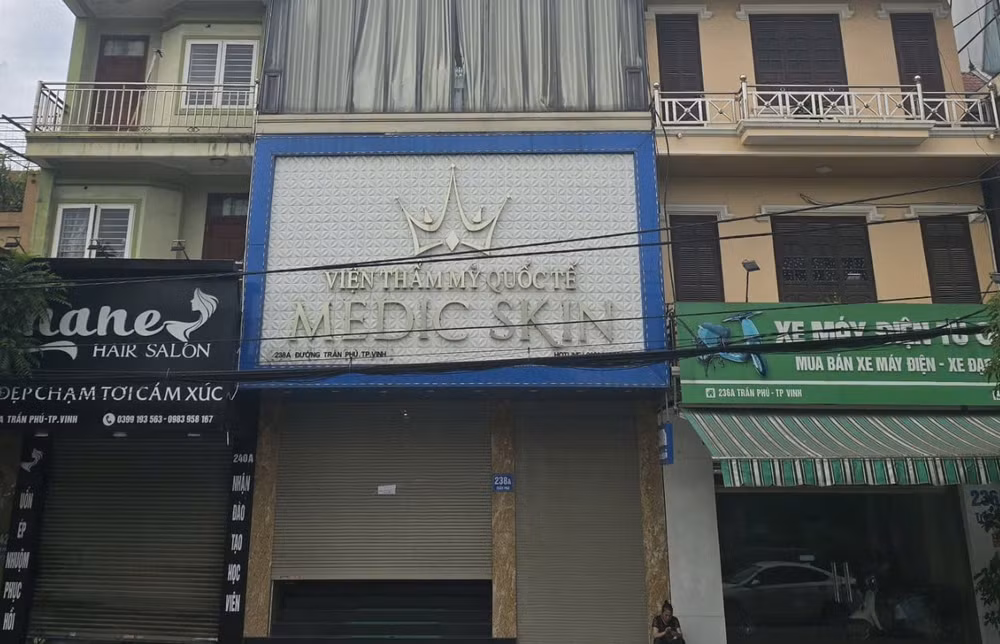 hane
HAIR SALON
ĐẸP CHẠM TỚI CẢM XÚC
A TRẦN PHÚ - TP.VINH 0399 193 563 - 0983 958 167
240A
NHẬN
ĐÀO
TẠO
HỌC
VIÊN
UỐN
ÉP
NHUỘM
PHỤC
HỒI
VIỆN THẨM MỸ QUỐC TẾ
MEDIC SKIN
238A ĐƯỜNG TRẦN PHÚ TP.VINH
238A
XE MÁY ĐIỆN
MUA BÁN XE MÁY ĐIỆN - XE ĐẠ
236A TRẦN PHÚ - TP VINH
236